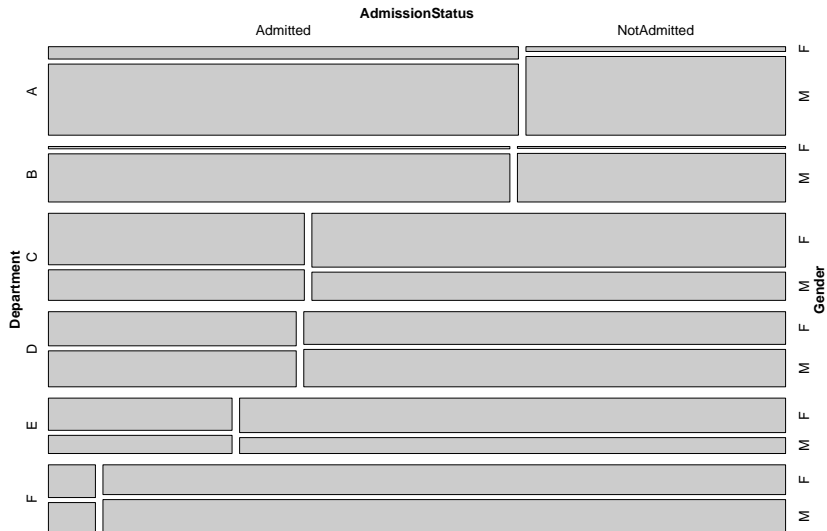 AdmissionStatus
Admitted NotAdmitted
Department
Gender
A
F
M
B
F
M
C
F
M
D
F
M
E
F
M
F
F
M